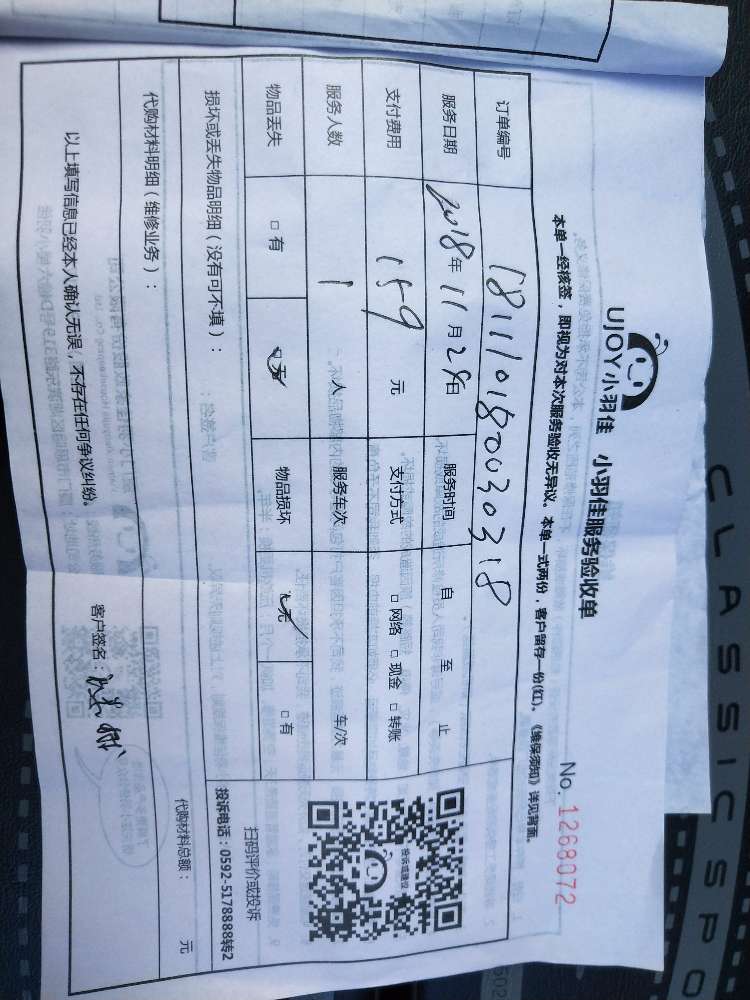 UJOY小羽佳 小羽佳服务验收单
No. 1268072
本单一经核签，即视为对本次服务验收无异议。本单一式两份，客户留存一份(红)。《维保须知》详见背面。
订单编号 18110180030318
服务日期 2018年11月28日 服务时间 自 至 止
支付费用 159 元 支付方式 □ 网络 □ 现金 □ 转账
服务人数 1 人 服务车次 车/次
物品丢失 □ 有 □ 无 物品损坏 □ 无 □ 有
损坏或丢失物品明细（没有可不填）：
投诉或建议
扫码评价或投诉
投诉电话：0592-5178888转2
代购材料明细（维修业务）：
代购材料总额： 元
以上填写信息已经本人确认无误，不存在任何争议纠纷。
客户签名：
CLASSIC SPO